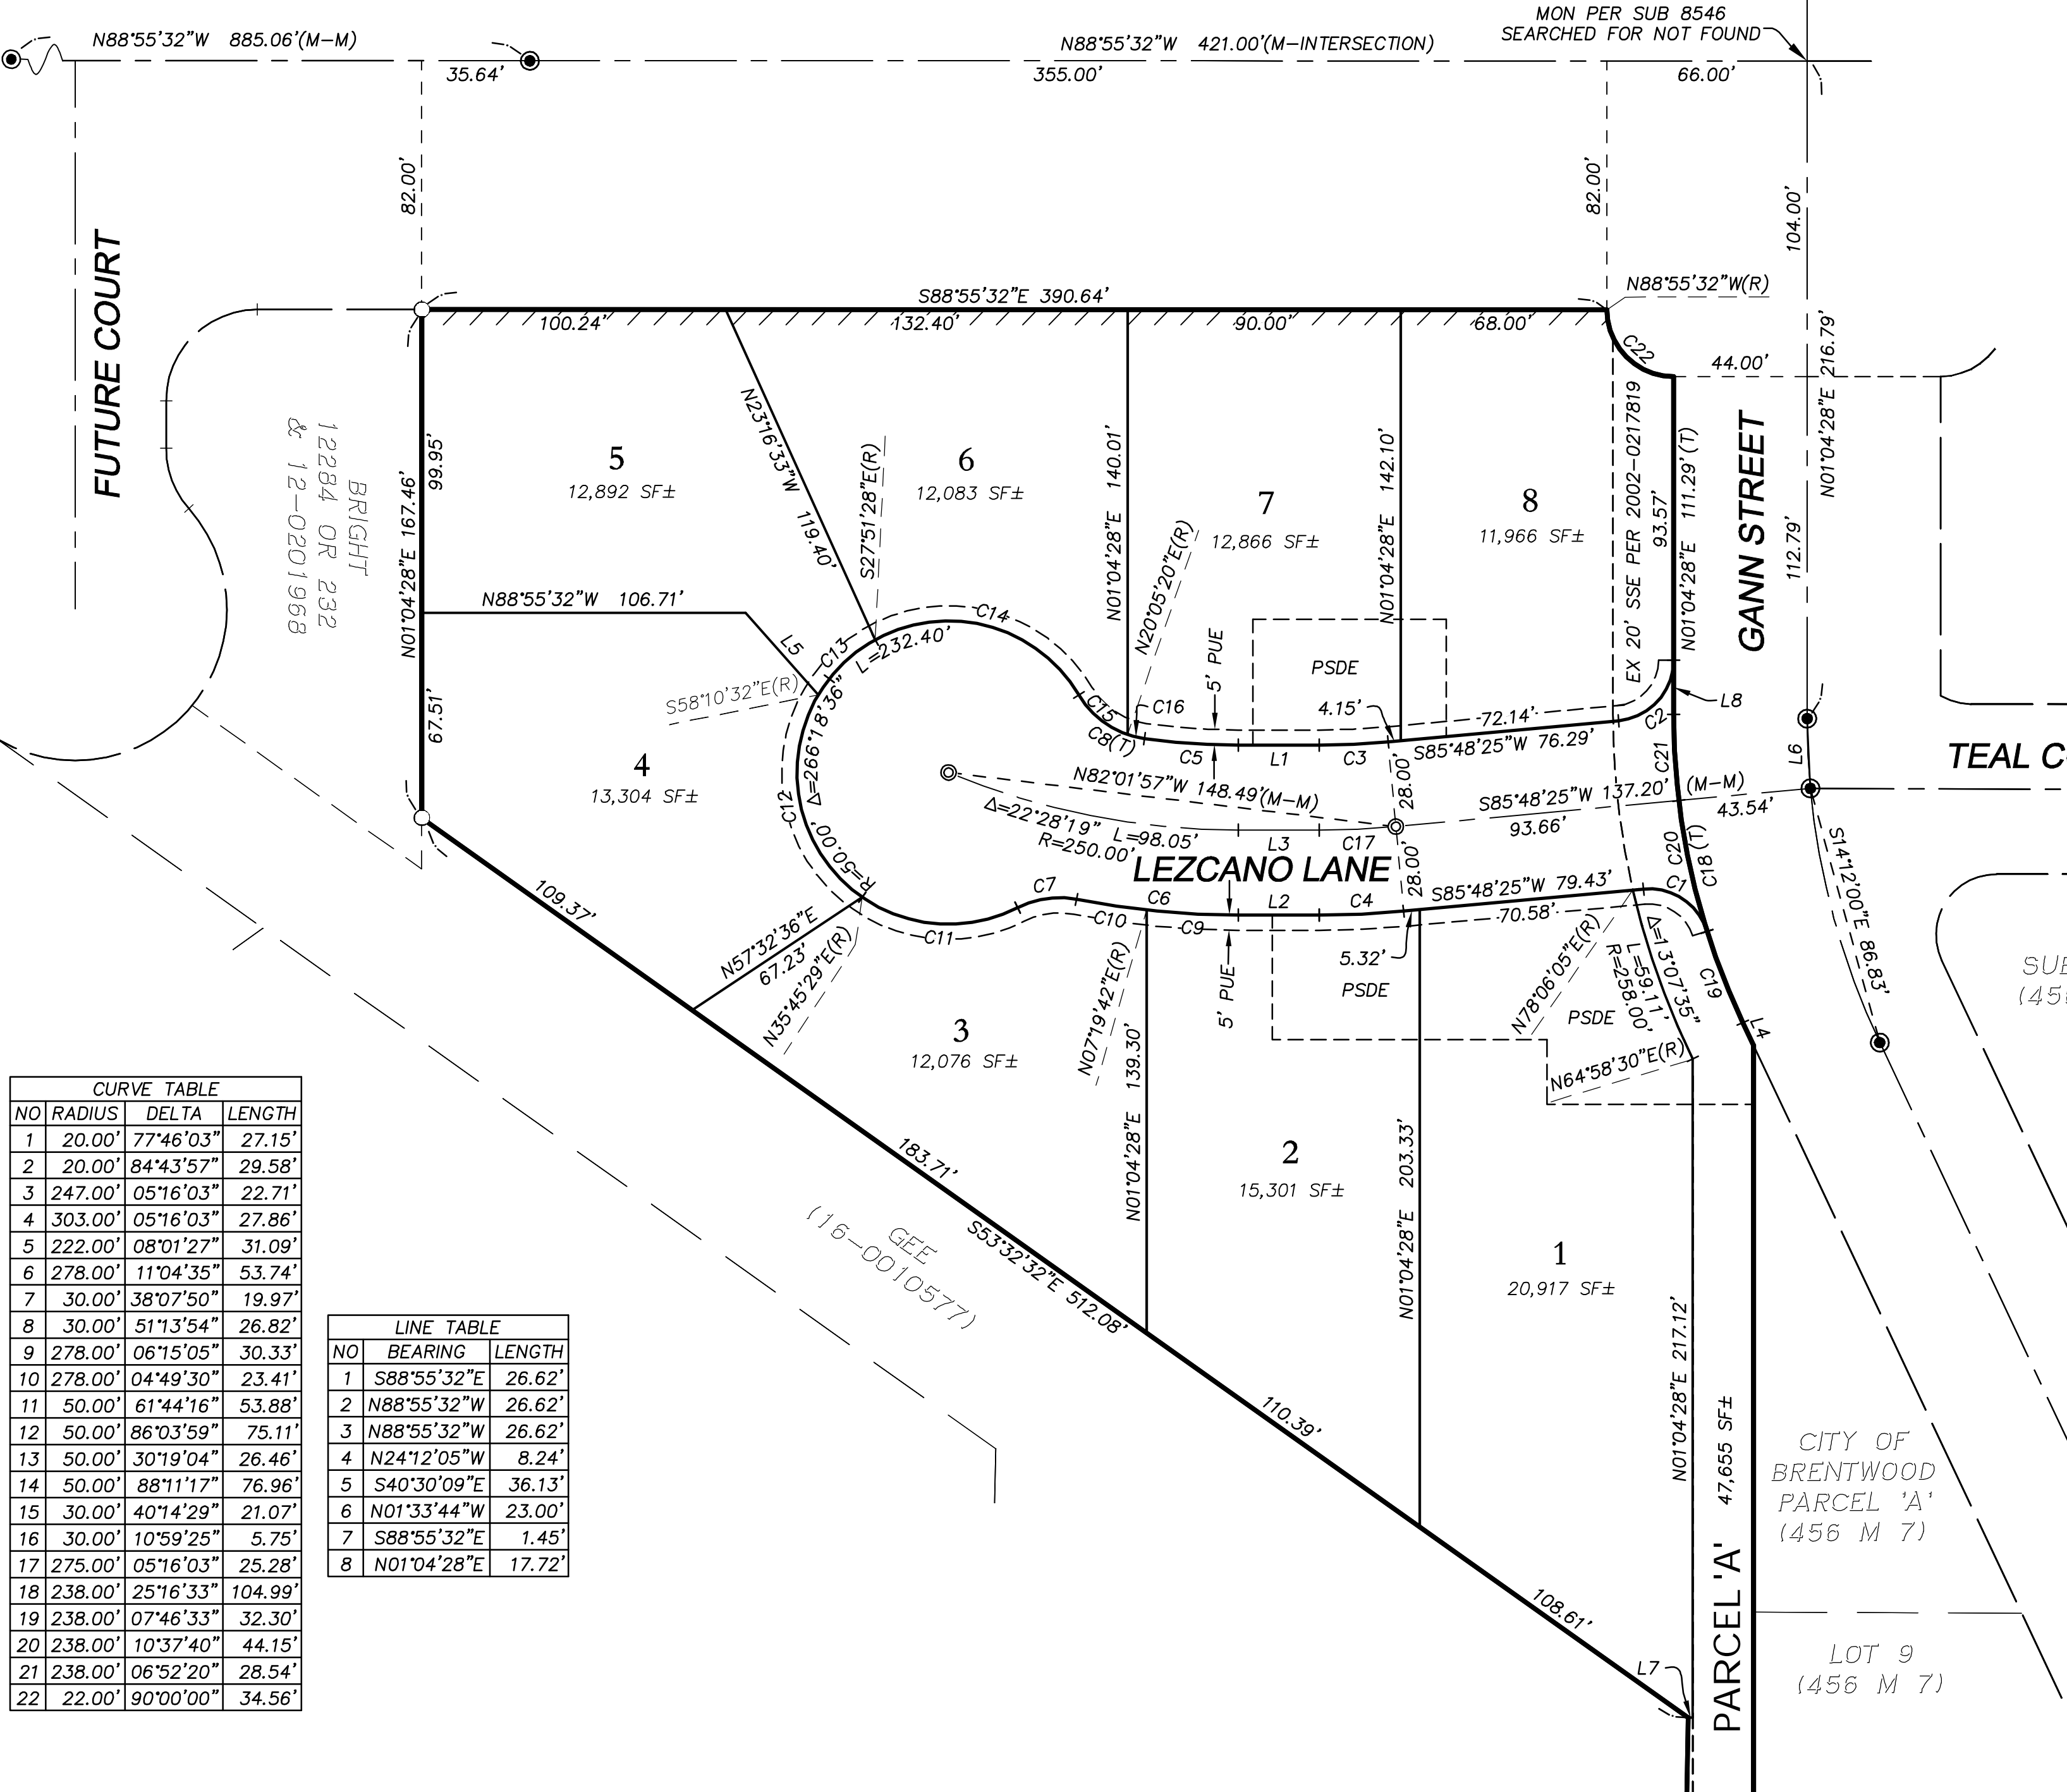 MON PER SUB 8546
SEARCHED FOR NOT FOUND
N88°55'32"W 885.06'(M-M)
N88°55'32"W 421.00'(M-INTERSECTION)
35.64'
355.00'
66.00'
82.00'
82.00'
104.00'
FUTURE COURT
N88°55'32"W(R)
S88°55'32"E 390.64'
100.24'
132.40'
90.00'
68.00'
C22
44.00'
N01°04'28"E 216.79'
BRIGHT
12284 OR 232
& 12-0201968
N01°04'28"E 167.46'
99.95'
67.51'
5
12,892 SF±
N23°16'33"W 119.40'
S27°51'28"E(R)
6
12,083 SF±
N01°04'28"E 140.01'
N20°05'20"E(R)
7
12,866 SF±
N01°04'28"E 142.10'
8
11,966 SF±
EX 20' SSE PER 2002-0217819
93.57'
N01°04'28"E 111.29'(T)
GANN STREET
112.79'
N88°55'32"W 106.71'
L5
C13
C14
L=232.40'
S58°10'32"E(R)
Δ=266°18'36"
R=50.00'
C12
C15
C16
C8(T)
5' PUE
PSDE
4.15'
72.14'
C2
L8
C5
L1
C3
S85°48'25"W 76.29'
C21
L6
TEAL C
4
13,304 SF±
N82°01'57"W 148.49'(M-M)
28.00'
S85°48'25"W 137.20' (M-M)
43.54'
Δ=22°28'19" L=98.05'
R=250.00'
L3
C17
93.66'
LEZCANO LANE
C20
C18(T)
28.00'
S14°12'00"E 86.83'
109.37'
C7
C6
L2
C4
S85°48'25"W 79.43'
C1
C11
C10
C9
70.58'
N57°32'36"E
67.23'
N35°45'29"E(R)
5' PUE
5.32'
PSDE
N78°06'05"E(R)
Δ=13°07'35"
L=59.11'
R=258.00'
C19
L4
PSDE
N64°58'30"E(R)
3
12,076 SF±
N07°19'42"E(R)
N01°04'28"E 139.30'
SUB
(45
CURVE TABLE
NO RADIUS DELTA LENGTH
1 20.00' 77°46'03" 27.15'
2 20.00' 84°43'57" 29.58'
3 247.00' 05°16'03" 22.71'
4 303.00' 05°16'03" 27.86'
5 222.00' 08°01'27" 31.09'
6 278.00' 11°04'35" 53.74'
7 30.00' 38°07'50" 19.97'
8 30.00' 51°13'54" 26.82'
9 278.00' 06°15'05" 30.33'
10 278.00' 04°49'30" 23.41'
11 50.00' 61°44'16" 53.88'
12 50.00' 86°03'59" 75.11'
13 50.00' 30°19'04" 26.46'
14 50.00' 88°11'17" 76.96'
15 30.00' 40°14'29" 21.07'
16 30.00' 10°59'25" 5.75'
17 275.00' 05°16'03" 25.28'
18 238.00' 25°16'33" 104.99'
19 238.00' 07°46'33" 32.30'
20 238.00' 10°37'40" 44.15'
21 238.00' 06°52'20" 28.54'
22 22.00' 90°00'00" 34.56'
LINE TABLE
NO BEARING LENGTH
1 S88°55'32"E 26.62'
2 N88°55'32"W 26.62'
3 N88°55'32"W 26.62'
4 N24°12'05"W 8.24'
5 S40°30'09"E 36.13'
6 N01°33'44"W 23.00'
7 S88°55'32"E 1.45'
8 N01°04'28"E 17.72'
183.71'
S53°32'32"E 512.08'
GEE
(16-0010577)
2
15,301 SF±
N01°04'28"E 203.33'
1
20,917 SF±
N01°04'28"E 217.12'
110.39'
108.61'
L7
47,655 SF±
PARCEL 'A'
CITY OF
BRENTWOOD
PARCEL 'A'
(456 M 7)
LOT 9
(456 M 7)